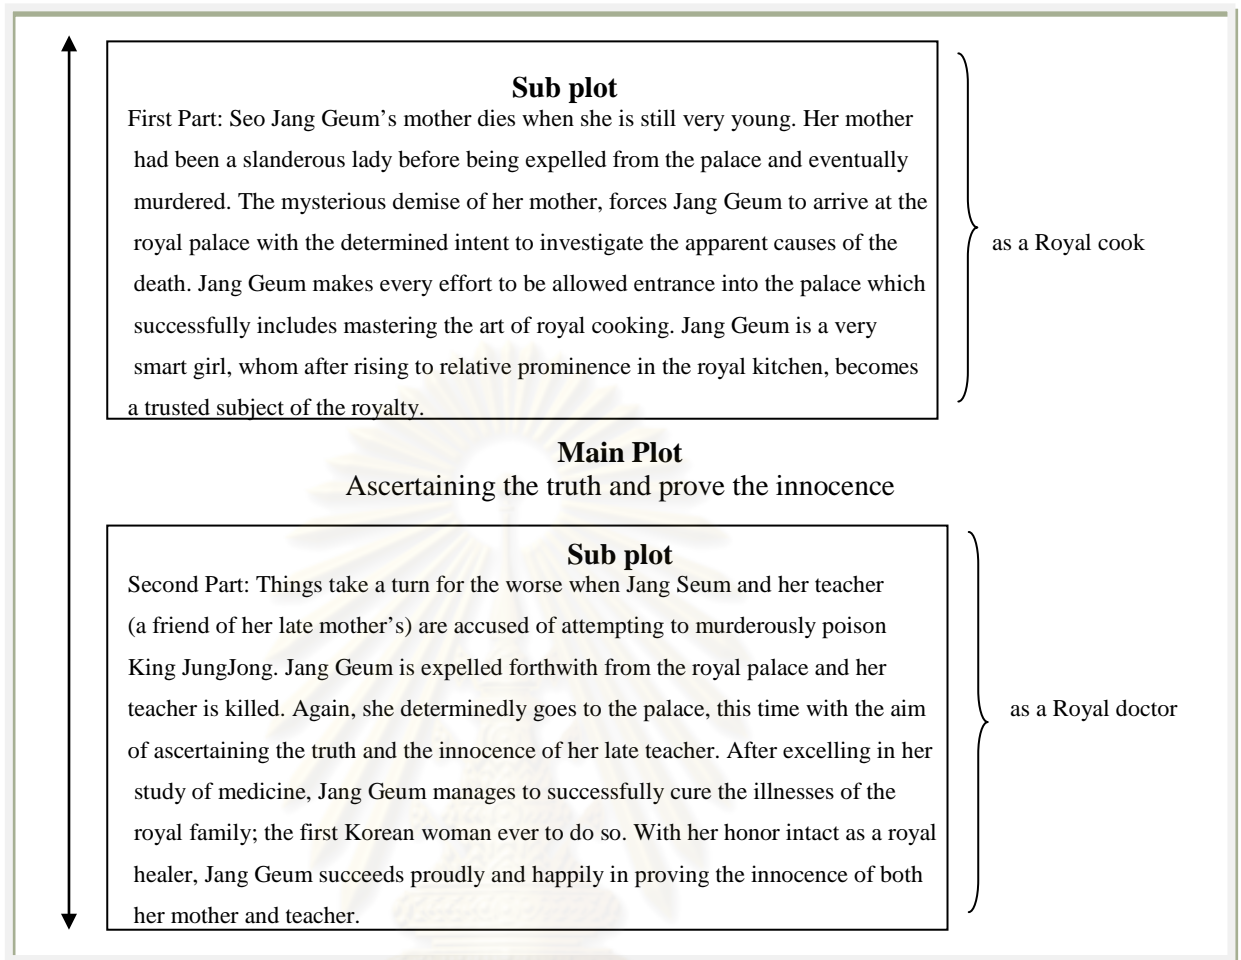 Sub plot
First Part: Seo Jang Geum’s mother dies when she is still very young. Her mother
had been a slanderous lady before being expelled from the palace and eventually
murdered. The mysterious demise of her mother, forces Jang Geum to arrive at the
royal palace with the determined intent to investigate the apparent causes of the
death. Jang Geum makes every effort to be allowed entrance into the palace which
successfully includes mastering the art of royal cooking. Jang Geum is a very
smart girl, whom after rising to relative prominence in the royal kitchen, becomes
a trusted subject of the royalty.
as a Royal cook
Main Plot
Ascertaining the truth and prove the innocence
Sub plot
Second Part: Things take a turn for the worse when Jang Seum and her teacher
(a friend of her late mother’s) are accused of attempting to murderously poison
King JungJong. Jang Geum is expelled forthwith from the royal palace and her
teacher is killed. Again, she determinedly goes to the palace, this time with the aim
of ascertaining the truth and the innocence of her late teacher. After excelling in her
study of medicine, Jang Geum manages to successfully cure the illnesses of the
royal family; the first Korean woman ever to do so. With her honor intact as a royal
healer, Jang Geum succeeds proudly and happily in proving the innocence of both
her mother and teacher.
as a Royal doctor